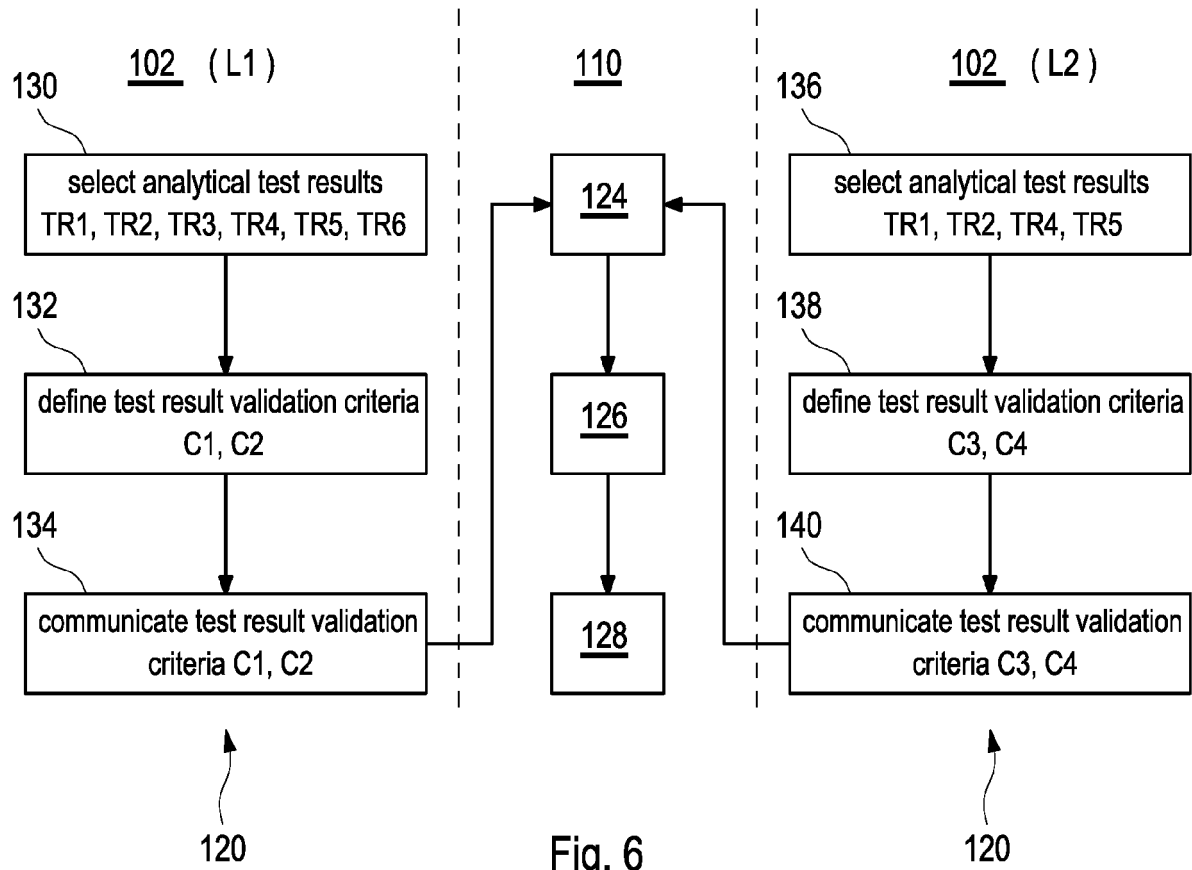 102 ( L1 )
110
102 ( L2 )
130
select analytical test results
TR1, TR2, TR3, TR4, TR5, TR6
132
define test result validation criteria
C1, C2
134
communicate test result validation
criteria C1, C2
120
124
126
128
136
select analytical test results
TR1, TR2, TR4, TR5
138
define test result validation criteria
C3, C4
140
communicate test result validation
criteria C3, C4
120
Fig. 6